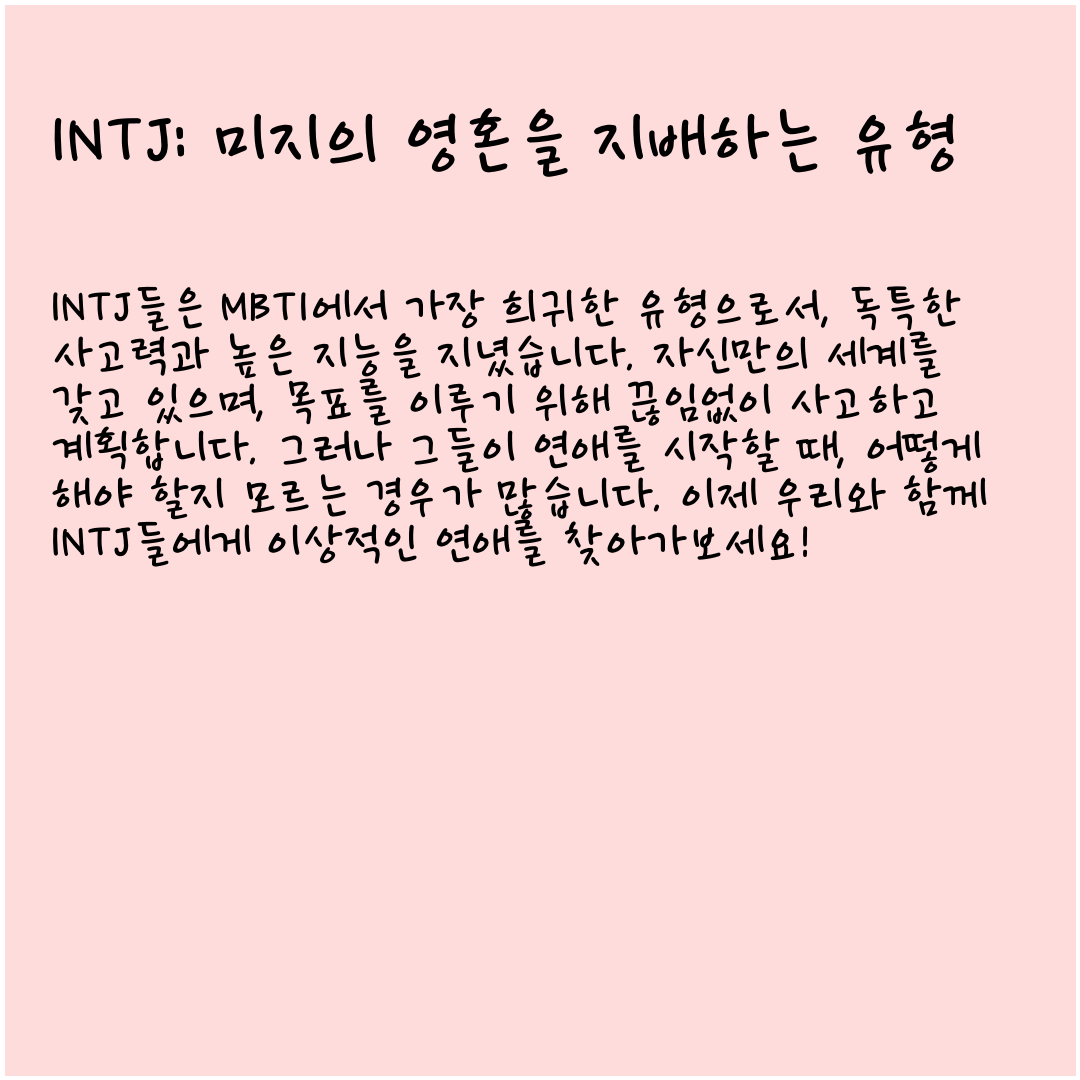 INTJ: 미지의 영혼을 지배하는 유형
INTJ들은 MBTI에서 가장 희귀한 유형으로서, 독특한
사고력과 높은 지능을 지녔습니다. 자신만의 세계를
갖고 있으며, 목표를 이루기 위해 끊임없이 사고하고
계획합니다. 그러나 그들이 연애를 시작할 때, 어떻게
해야 할지 모르는 경우가 많습니다. 이제 우리와 함께
INTJ들에게 이상적인 연애를 찾아가보세요!